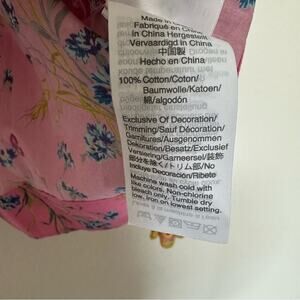 Made in China
Fabriqué en Chine
In China Hergestellt
Vervaardigd in China
中国製
Hecho en China
100% Cotton/Coton/
Baumwolle/Katoen/
綿/algodón
Exclusive Of Decoration/
Trimming/Sauf Décoration/
Garnitures/Ausgenommen
Dekoration/Besatz/Exclusief
Versiering/Gameersel/装飾
部分を除く/トリム部/No
Incluye Decoración/Ribete
Machine wash cold with
like colors. Non-chlorine
bleach only. Tumble dry
low. Iron on lowest setting.